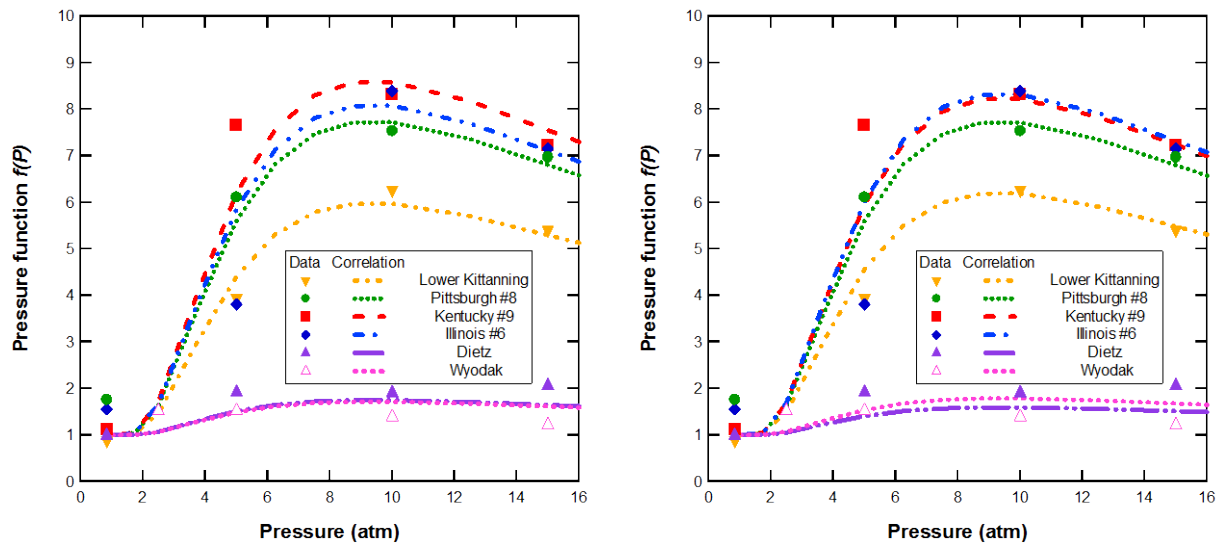 10
9
8
7
6
5
4
3
2
1
0
Pressure function f(P)
Data Correlation
Lower Kittanning
Pittsburgh #8
Kentucky #9
Illinois #6
Dietz
Wyodak
0 2 4 6 8 10 12 14 16
Pressure (atm)
10
9
8
7
6
5
4
3
2
1
0
Pressure function f(P)
Data Correlation
Lower Kittanning
Pittsburgh #8
Kentucky #9
Illinois #6
Dietz
Wyodak
0 2 4 6 8 10 12 14 16
Pressure (atm)